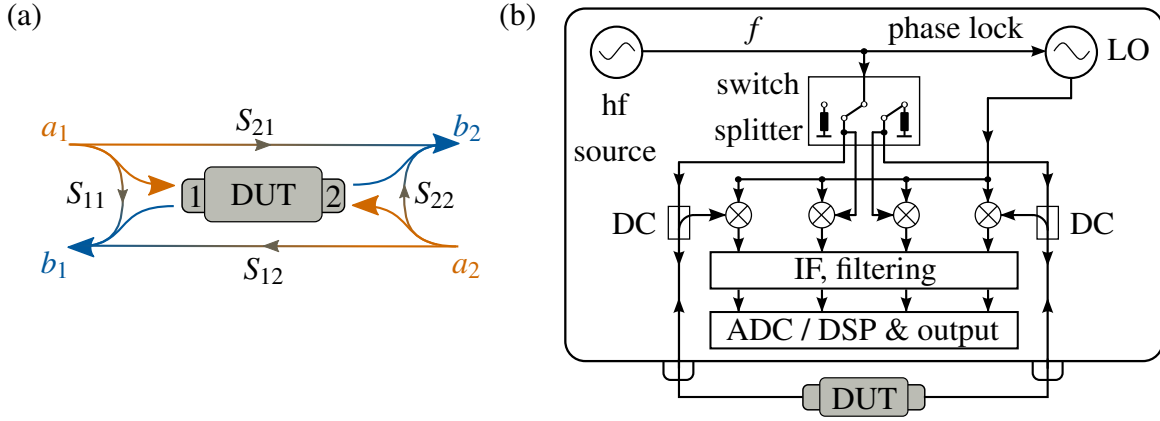 (a)
a1
S21
b2
S11
1 DUT 2
S22
b1
S12
a2
(b)
f
phase lock
LO
hf
source
switch
splitter
DC
DC
IF, filtering
ADC / DSP & output
DUT